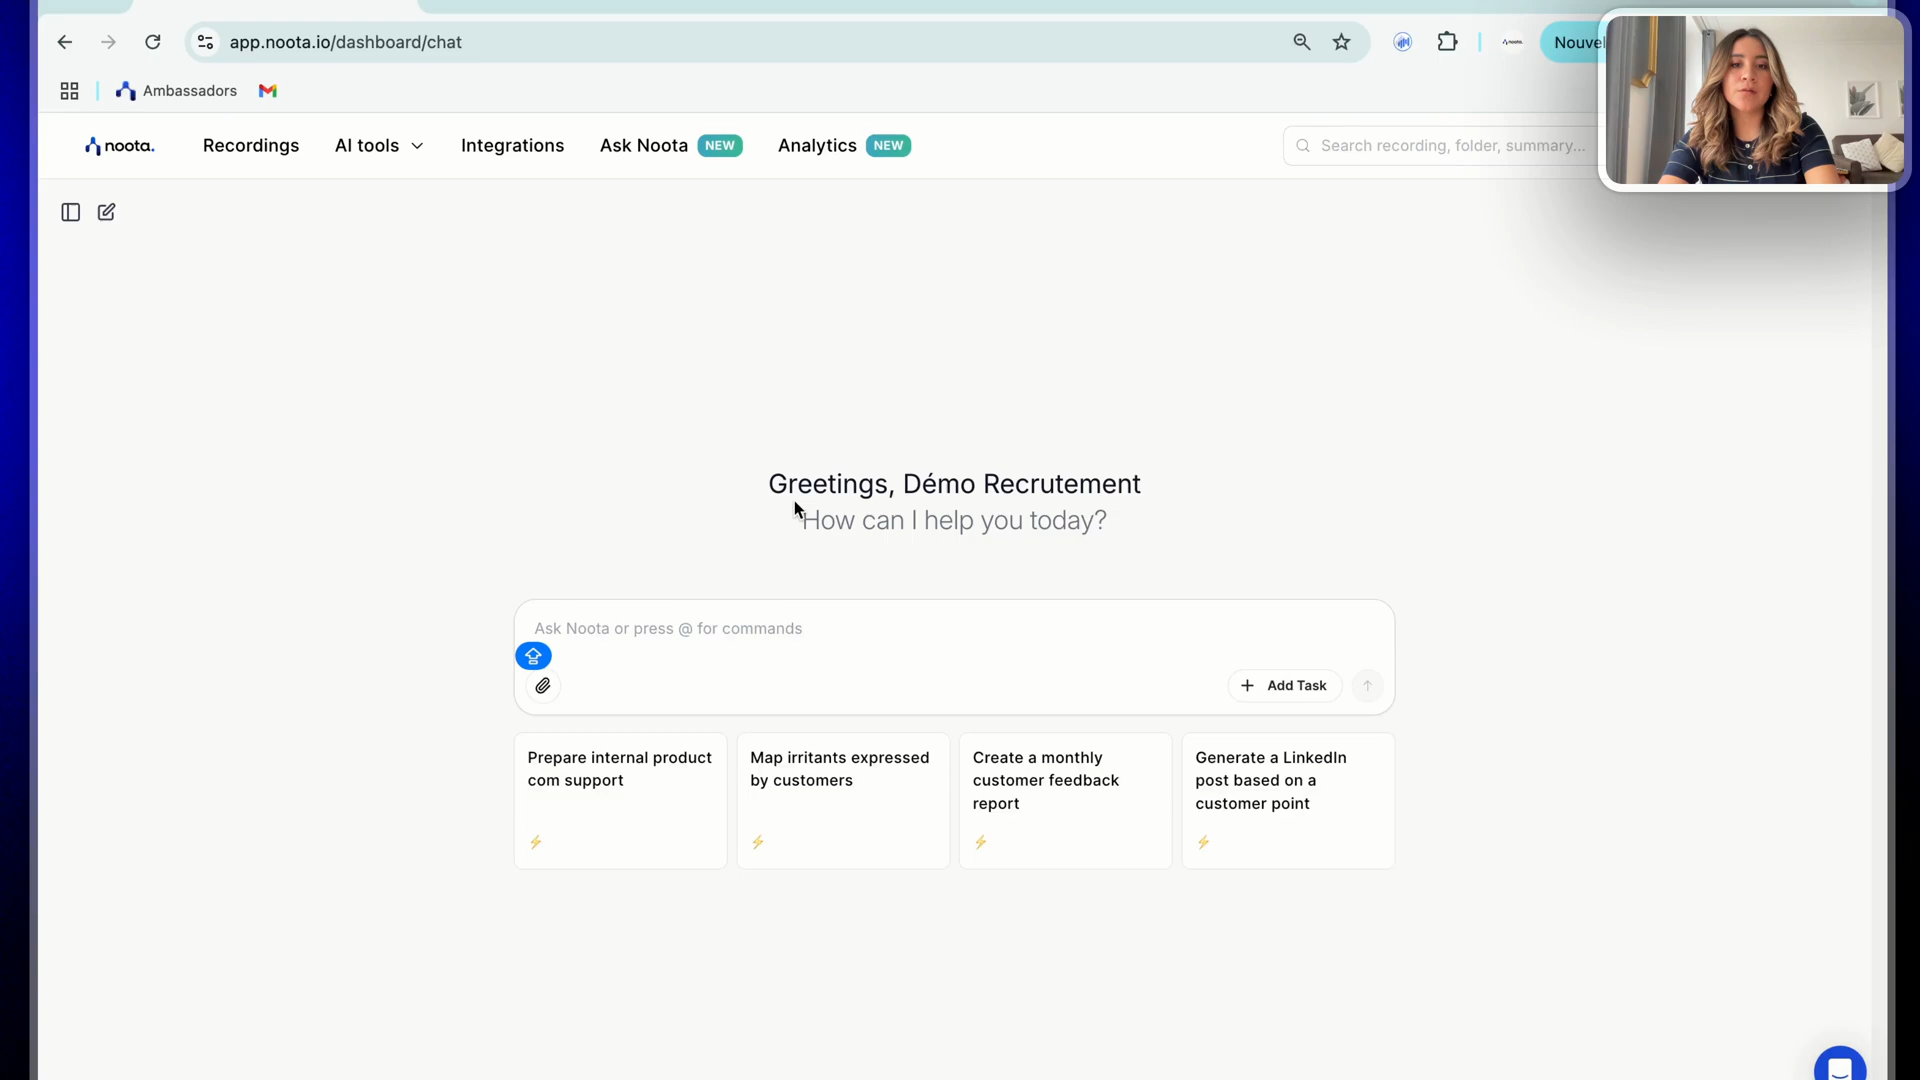 app.noota.io/dashboard/chat
Nouvel
Ambassadors
noota.
Recordings
AI tools
Integrations
Ask Noota NEW
Analytics NEW
Search recording, folder, summary...
Greetings, Démo Recrutement
How can I help you today?
Ask Noota or press @ for commands
Add Task
Prepare internal product
com support
Map irritants expressed
by customers
Create a monthly
customer feedback
report
Generate a LinkedIn
post based on a
customer point